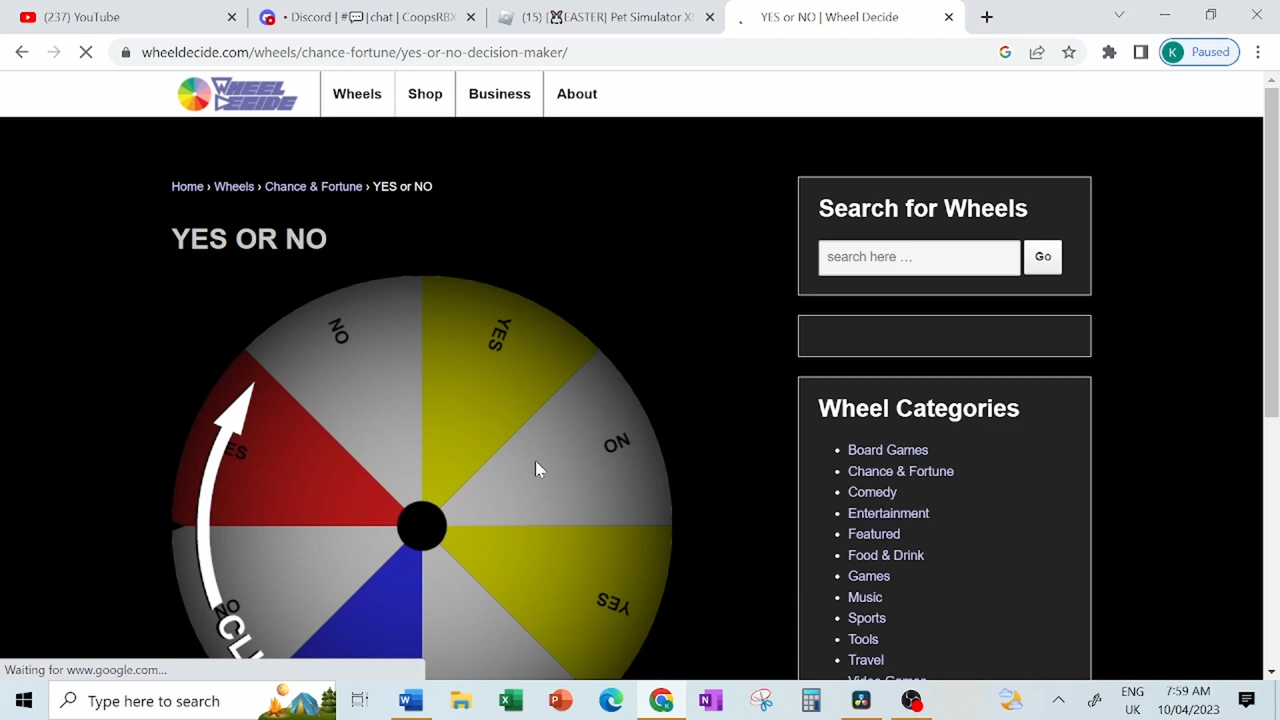 (237) YouTube
• Discord | #💬|chat | CoopsRBX
(15) [🐰EASTER] Pet Simulator X
YES or NO | Wheel Decide
wheeldecide.com/wheels/chance-fortune/yes-or-no-decision-maker/
K Paused
WHEEL DECIDE
Wheels
Shop
Business
About
Home › Wheels › Chance & Fortune › YES or NO
YES OR NO
NO
YES
NO
YES
YES
NO
Search for Wheels
search here …
Go
Wheel Categories
• Board Games
• Chance & Fortune
• Comedy
• Entertainment
• Featured
• Food & Drink
• Games
• Music
• Sports
• Tools
• Travel
Video Games
Waiting for www.google.com...
Type here to search
ENG
UK
7:59 AM
10/04/2023